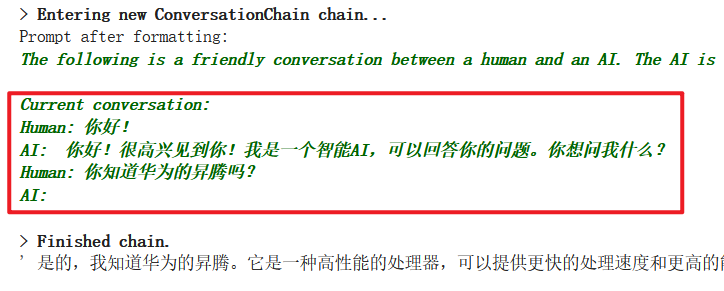 > Entering new ConversationChain chain...
Prompt after formatting:
The following is a friendly conversation between a human and an AI. The AI is
Current conversation:
Human: 你好!
AI:  你好！很高兴见到你！我是一个智能AI，可以回答你的问题。你想问我什么？
Human: 你知道华为的昇腾吗？
AI:
> Finished chain.
' 是的，我知道华为的昇腾。它是一种高性能的处理器，可以提供更快的处理速度和更高的